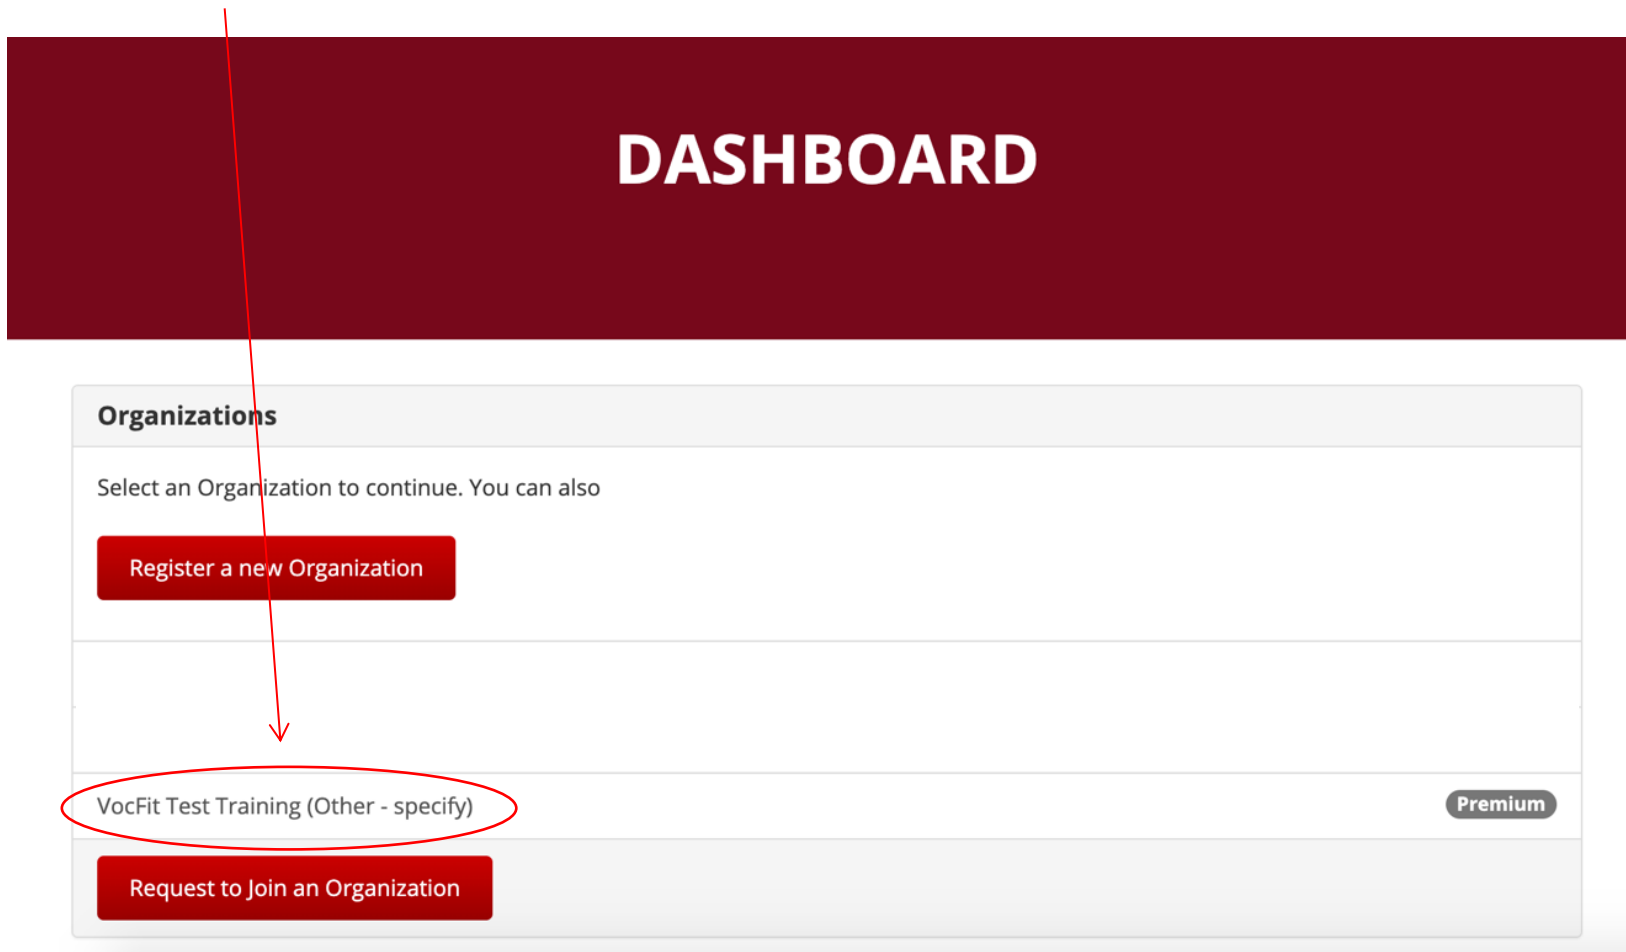 DASHBOARD
Organizations
Select an Organization to continue. You can also
Register a new Organization
VocFit Test Training (Other - specify)
Premium
Request to Join an Organization